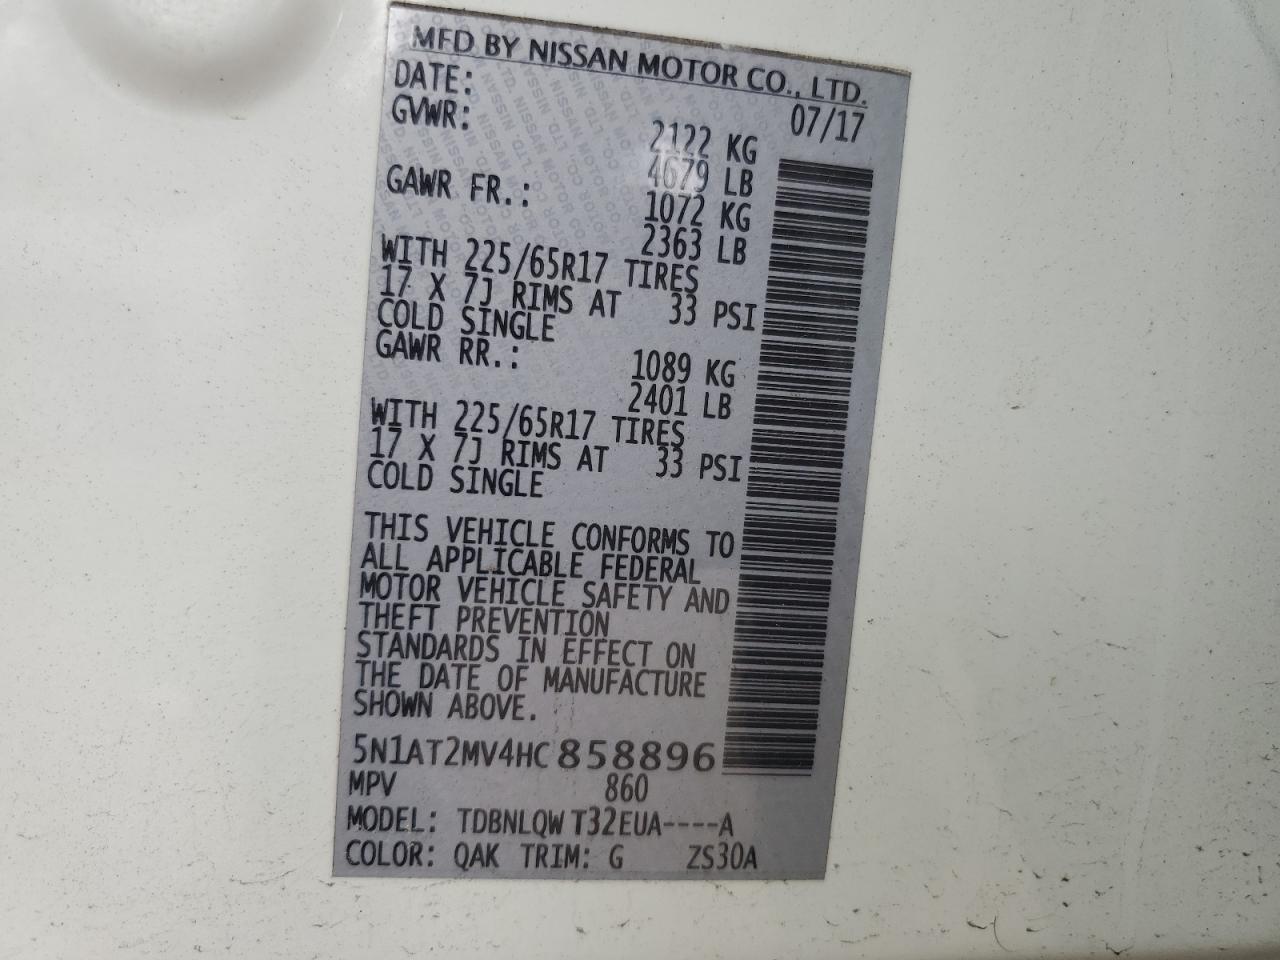 MFD BY NISSAN MOTOR CO., LTD.
DATE: 07/17
GVWR: 2122 KG
4679 LB
GAWR FR.: 1072 KG
2363 LB
WITH 225/65R17 TIRES
17 X 7J RIMS AT 33 PSI
COLD SINGLE
GAWR RR.: 1089 KG
2401 LB
WITH 225/65R17 TIRES
17 X 7J RIMS AT 33 PSI
COLD SINGLE
THIS VEHICLE CONFORMS TO
ALL APPLICABLE FEDERAL
MOTOR VEHICLE SAFETY AND
THEFT PREVENTION
STANDARDS IN EFFECT ON
THE DATE OF MANUFACTURE
SHOWN ABOVE.
5N1AT2MV4HC858896
MPV 860
MODEL: TDBNLQW T32EUA----A
COLOR: QAK TRIM: G ZS30A